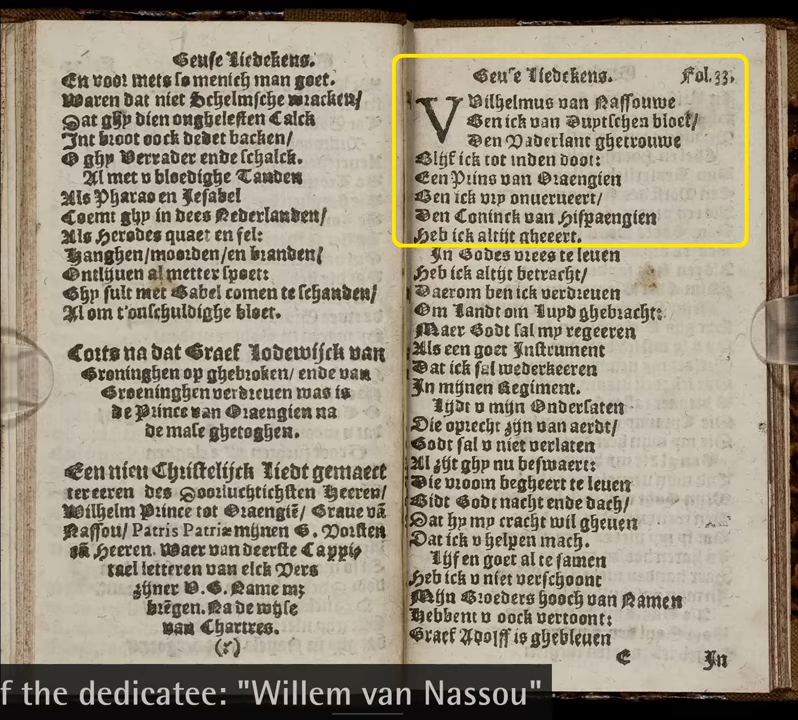 Geuse Liedekens.
En voor mets so menich man goet.
Waren dat niet Schelmsche wracken/
Dat ghy dien onghelesten Calck
Int broot oock dedet backen/
O ghy Verrader ende schalck.
Al met v bloedighe Tanden
Als Pharao en Jesabel
Coemt ghy in dees Nederlanden/
Als Herodes quaet en fel:
Hanghen/moorden/en branden/
Ontlijuen al metter spoet:
Ghy sult met Babel comen te schanden/
Al om t'onschuldighe bloet.
Corts na dat Graef Lodewijck van
Groninghen op ghebroken/ ende van
Groeninghen verdreuen was is
de Prince van Oraengien na
de mase ghetoghen.
Een nieu Christelijck Liedt gemaect
ter eeren des Doorluchtichsten Heeren/
Wilhelm Prince tot Oraengiē/ Graue vā
Nassou/ Patris Patriæ mijnen G. Vorsten
eñ Heeren. Waer van deerste Cappi-
tael letteren van elck Vers
zijner V.G. Name mz
brēgen. Na de wijse
van Chartres.
Geuse Liedekens. Fol.33.
VVilhelmus van Nassouwe
Ben ick van Duytschen bloet/
Den Vaderlant ghetrouwe
Blijf ick tot inden doot:
Een Prins van Oraengien
Ben ick vry onuerueert/
Den Coninck van Hispaengien
Heb ick altijt gheeert.
In Godes vrees te leuen
Heb ick altijt betracht/
Daerom ben ick verdreuen
Om Landt om Luyd ghebracht:
Maer Godt sal my regeeren
Als een goet Instrument
Dat ick sal wederkeeren
In mijnen Regiment.
Lijdt v mijn Ondersaten
Die oprecht zijn van aerdt/
Godt sal v niet verlaten
Al zijt ghy nu beswaert:
Die vroom begheert te leuen
Bidt Godt nacht ende dach/
Dat hy my cracht wil gheuen
Dat ick v helpen mach.
Lijf en goet al te samen
Heb ick v niet verschoont
Mijn Broeders hooch van Namen
Hebbent v oock vertoont:
Graef Adolff is ghebleuen
E In
f the dedicatee: "Willem van Nassou"